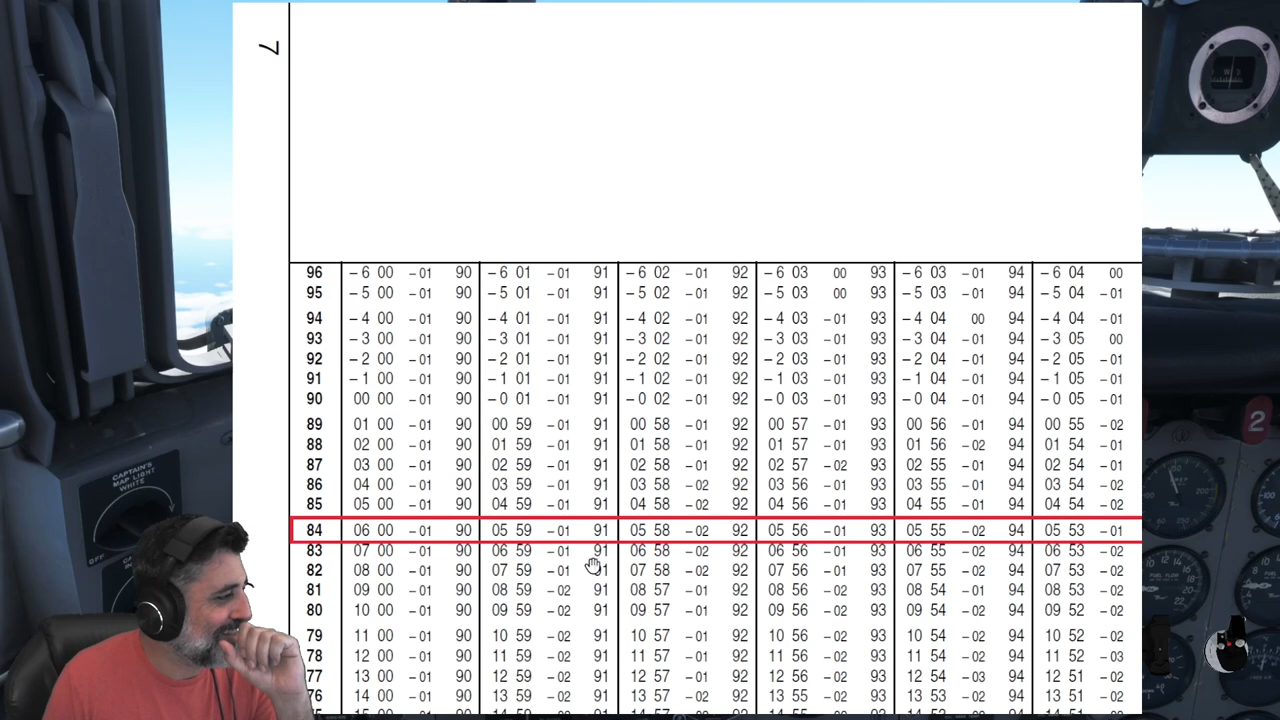 7
96 – 6 00 – 01 90 – 6 01 – 01 91 – 6 02 – 01 92 – 6 03 00 93 – 6 03 – 01 94 – 6 04 00
95 – 5 00 – 01 90 – 5 01 – 01 91 – 5 02 – 01 92 – 5 03 00 93 – 5 03 – 01 94 – 5 04 – 01
94 – 4 00 – 01 90 – 4 01 – 01 91 – 4 02 – 01 92 – 4 03 – 01 93 – 4 04 00 94 – 4 04 – 01
93 – 3 00 – 01 90 – 3 01 – 01 91 – 3 02 – 01 92 – 3 03 – 01 93 – 3 04 – 01 94 – 3 05 00
92 – 2 00 – 01 90 – 2 01 – 01 91 – 2 02 – 01 92 – 2 03 – 01 93 – 2 04 – 01 94 – 2 05 – 01
91 – 1 00 – 01 90 – 1 01 – 01 91 – 1 02 – 01 92 – 1 03 – 01 93 – 1 04 – 01 94 – 1 05 – 01
90 00 00 – 01 90 – 0 01 – 01 91 – 0 02 – 01 92 – 0 03 – 01 93 – 0 04 – 01 94 – 0 05 – 01
89 01 00 – 01 90 00 59 – 01 91 00 58 – 01 92 00 57 – 01 93 00 56 – 01 94 00 55 – 02
88 02 00 – 01 90 01 59 – 01 91 01 58 – 01 92 01 57 – 01 93 01 56 – 02 94 01 54 – 01
87 03 00 – 01 90 02 59 – 01 91 02 58 – 01 92 02 57 – 02 93 02 55 – 01 94 02 54 – 01
86 04 00 – 01 90 03 59 – 01 91 03 58 – 02 92 03 56 – 01 93 03 55 – 01 94 03 54 – 02
85 05 00 – 01 90 04 59 – 01 91 04 58 – 02 92 04 56 – 01 93 04 55 – 01 94 04 54 – 02
84 06 00 – 01 90 05 59 – 01 91 05 58 – 02 92 05 56 – 01 93 05 55 – 02 94 05 53 – 01
83 07 00 – 01 90 06 59 – 01 91 06 58 – 02 92 06 56 – 01 93 06 55 – 02 94 06 53 – 02
82 08 00 – 01 90 07 59 – 01 91 07 58 – 02 92 07 56 – 01 93 07 55 – 02 94 07 53 – 02
81 09 00 – 01 90 08 59 – 02 91 08 57 – 01 92 08 56 – 02 93 08 54 – 01 94 08 53 – 02
80 10 00 – 01 90 09 59 – 02 91 09 57 – 01 92 09 56 – 02 93 09 54 – 02 94 09 52 – 02
79 11 00 – 01 90 10 59 – 02 91 10 57 – 01 92 10 56 – 02 93 10 54 – 02 94 10 52 – 02
78 12 00 – 01 90 11 59 – 02 91 11 57 – 01 92 11 56 – 02 93 11 54 – 02 94 11 52 – 03
77 13 00 – 01 90 12 59 – 02 91 12 57 – 01 92 12 56 – 02 93 12 54 – 03 94 12 51 – 02
76 14 00 – 01 90 13 59 – 02 91 13 57 – 02 92 13 55 – 02 93 13 53 – 02 94 13 51 – 02
CAPTAIN'S
MAP LIGHT
WHITE
OFF
2
FUEL FLOW